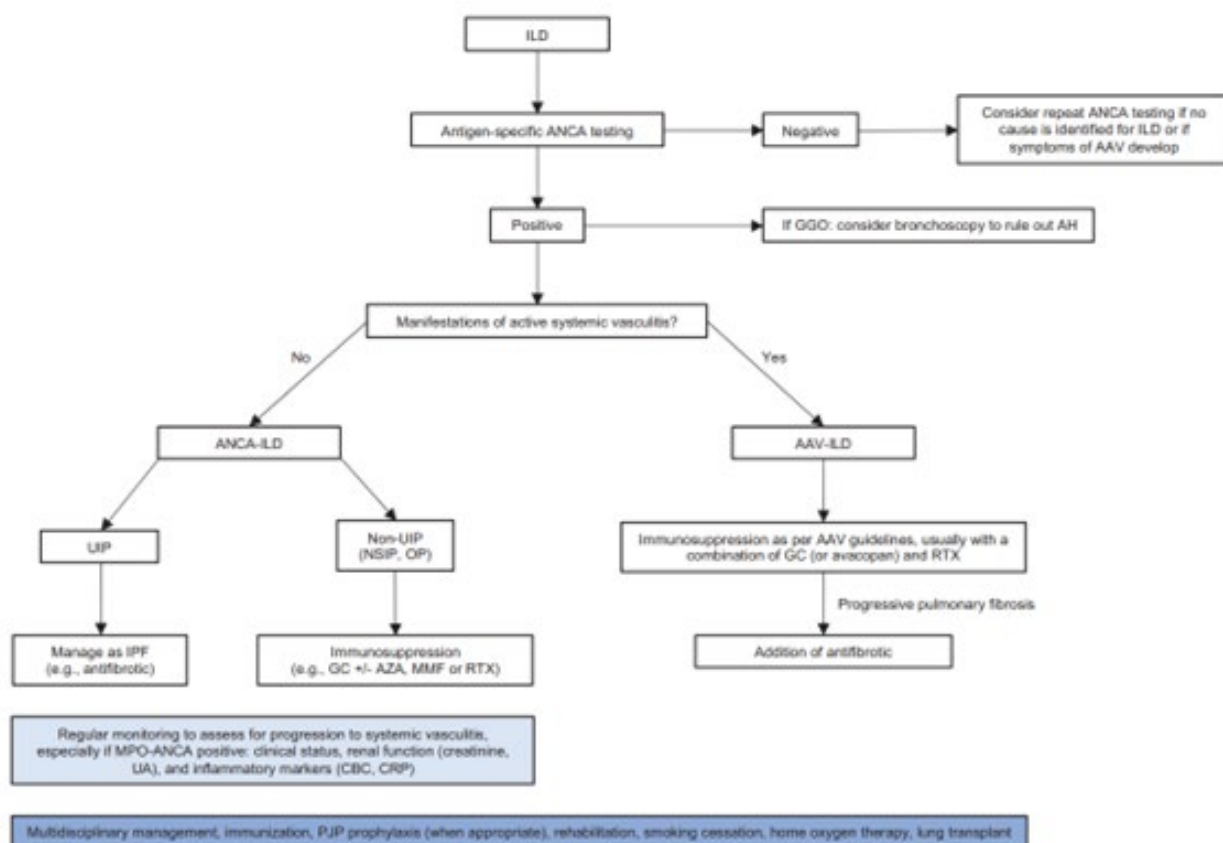 ILD
Antigen-specific ANCA testing
Negative
Consider repeat ANCA testing if no
cause is identified for ILD or if
symptoms of AAV develop
Positive
If GGO: consider bronchoscopy to rule out AH
Manifestations of active systemic vasculitis?
No
Yes
ANCA-ILD
AAV-ILD
UIP
Non-UIP
(NSIP, OP)
Immunosuppression as per AAV guidelines, usually with a
combination of GC (or avacopan) and RTX
Progressive pulmonary fibrosis
Manage as IPF
(e.g., antifibrotic)
Immunosuppression
(e.g., GC +/- AZA, MMF or RTX)
Addition of antifibrotic
Regular monitoring to assess for progression to systemic vasculitis,
especially if MPO-ANCA positive: clinical status, renal function (creatinine,
UA), and inflammatory markers (CBC, CRP)
Multidisciplinary management, immunization, PJP prophylaxis (when appropriate), rehabilitation, smoking cessation, home oxygen therapy, lung transplant